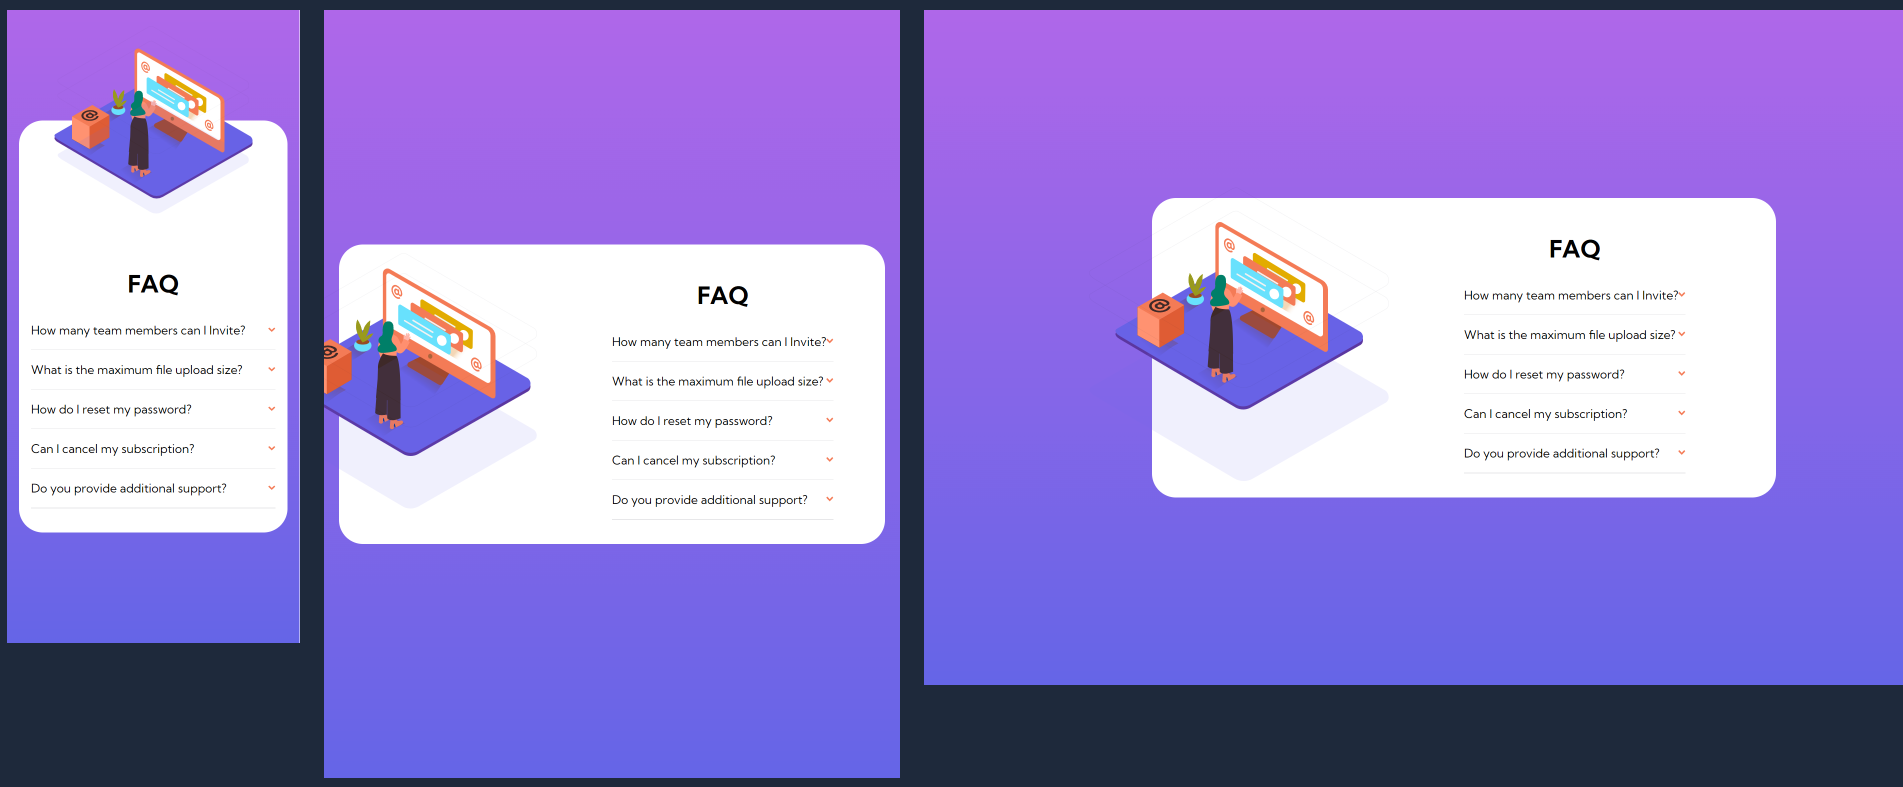 FAQ
How many team members can I Invite?
What is the maximum file upload size?
How do I reset my password?
Can I cancel my subscription?
Do you provide additional support?
FAQ
How many team members can I Invite?
What is the maximum file upload size?
How do I reset my password?
Can I cancel my subscription?
Do you provide additional support?
FAQ
How many team members can I Invite?
What is the maximum file upload size?
How do I reset my password?
Can I cancel my subscription?
Do you provide additional support?